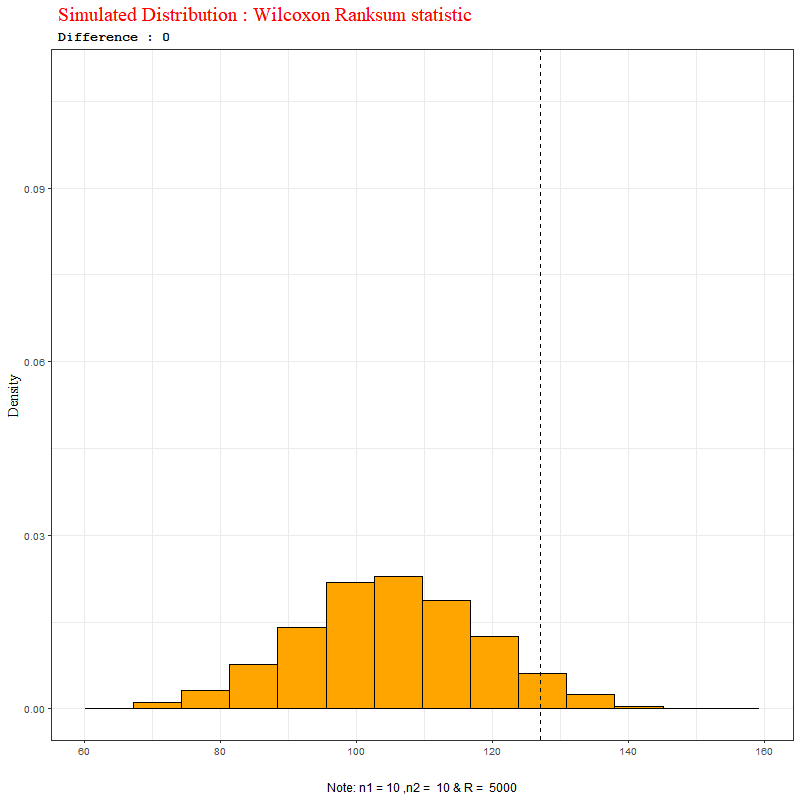 Simulated Distribution : Wilcoxon Ranksum statistic
Difference : 0
Density
0.09
0.06
0.03
0.00
60 80 100 120 140 160
Note: n1 = 10 ,n2 =  10 & R =  5000